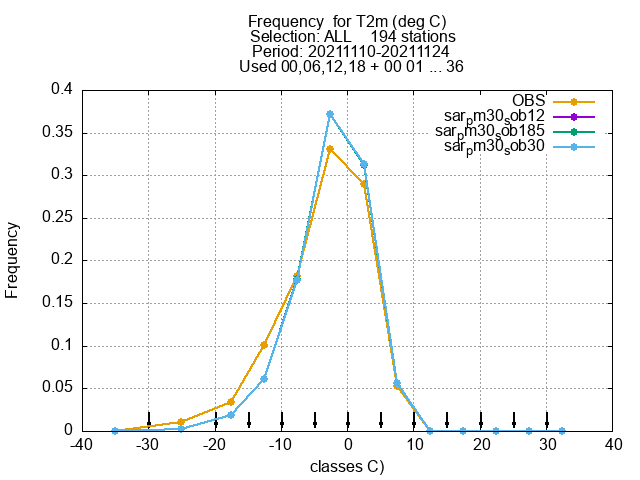 Frequency  for T2m (deg C)
Selection: ALL    194 stations
Period: 20211110-20211124
Used 00,06,12,18 + 00 01 ... 36
0.4
0.35
0.3
0.25
0.2
0.15
0.1
0.05
0
Frequency
OBS
sarpm30sob12
sarpm30sob185
sarpm30sob30
-40 -30 -20 -10 0 10 20 30 40
classes C)